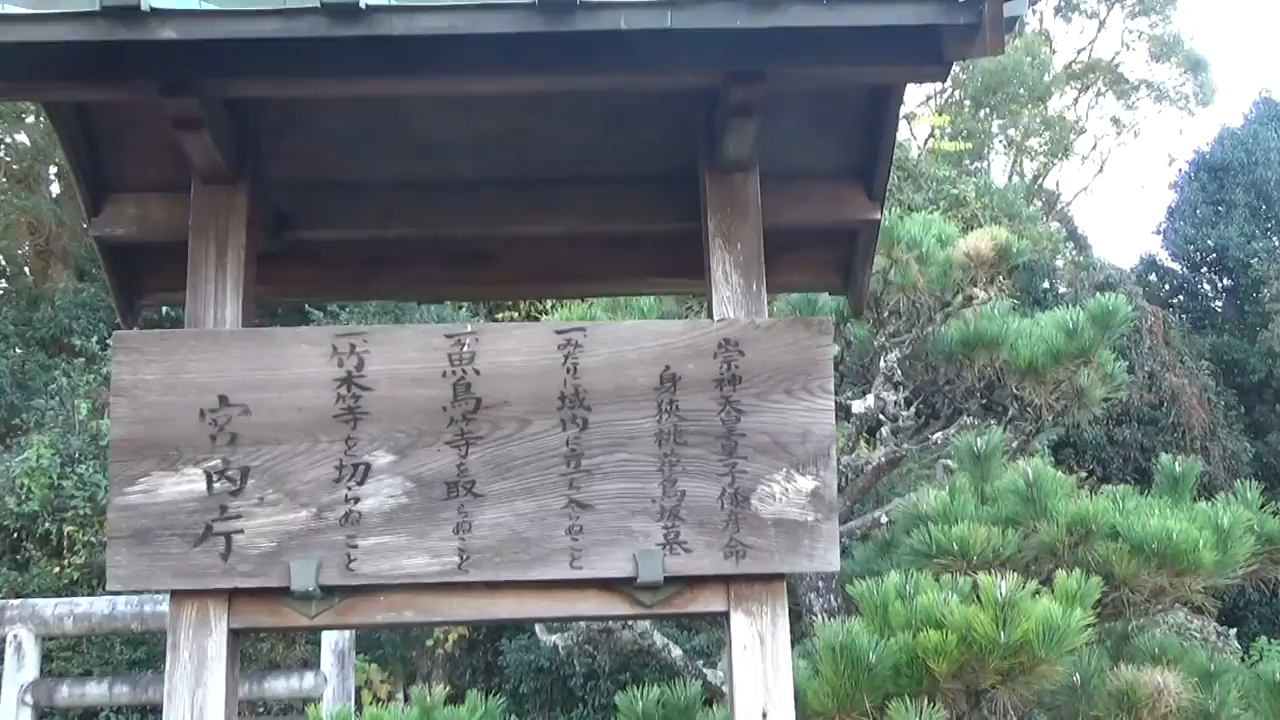 崇神天皇皇子倭彦命
身狹桃花鳥坂墓
一、みだりに域内に立ち入らぬこと
一、魚鳥等を取らぬこと
一、竹木等を切らぬこと
宮内庁